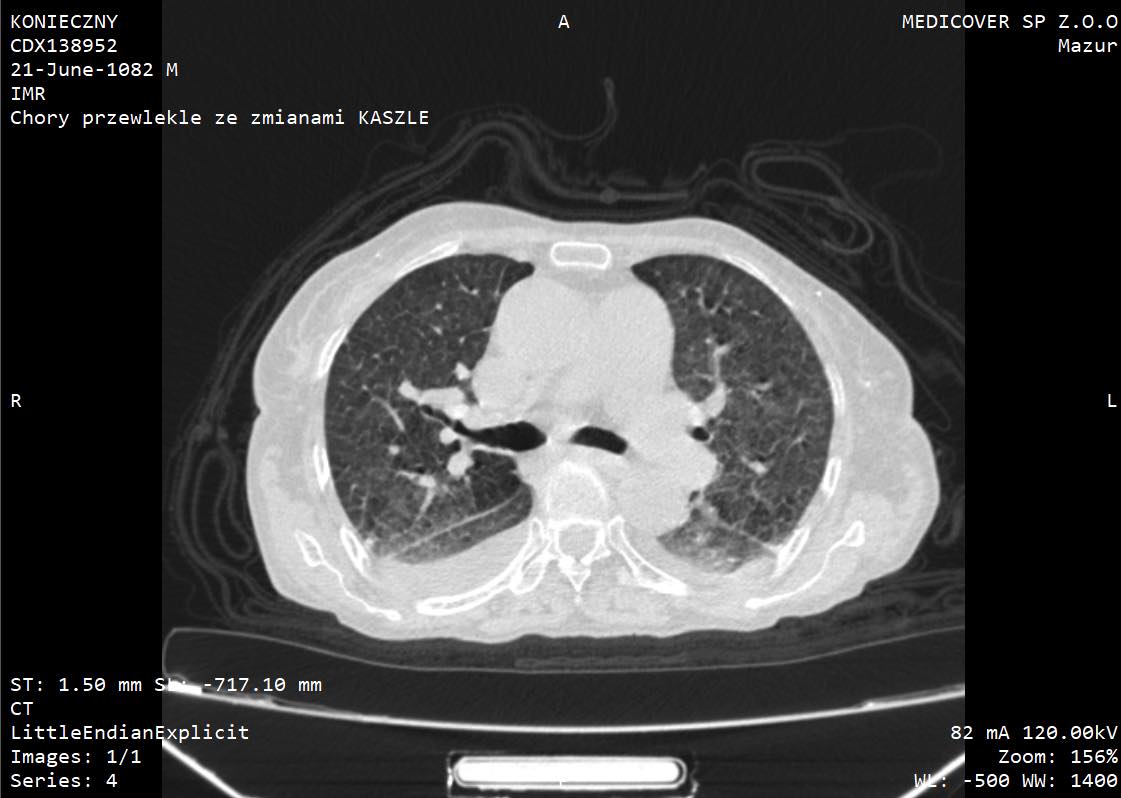 KONIECZNY
CDX138952
21-June-1082 M
IMR
Chory przewlekle ze zmianami KASZLE
A
MEDICOVER SP Z.O.O
Mazur
R
L
ST: 1.50 mm SL: -717.10 mm
CT
LittleEndianExplicit
Images: 1/1
Series: 4
82 mA 120.00kV
Zoom: 156%
WL: -500 WW: 1400